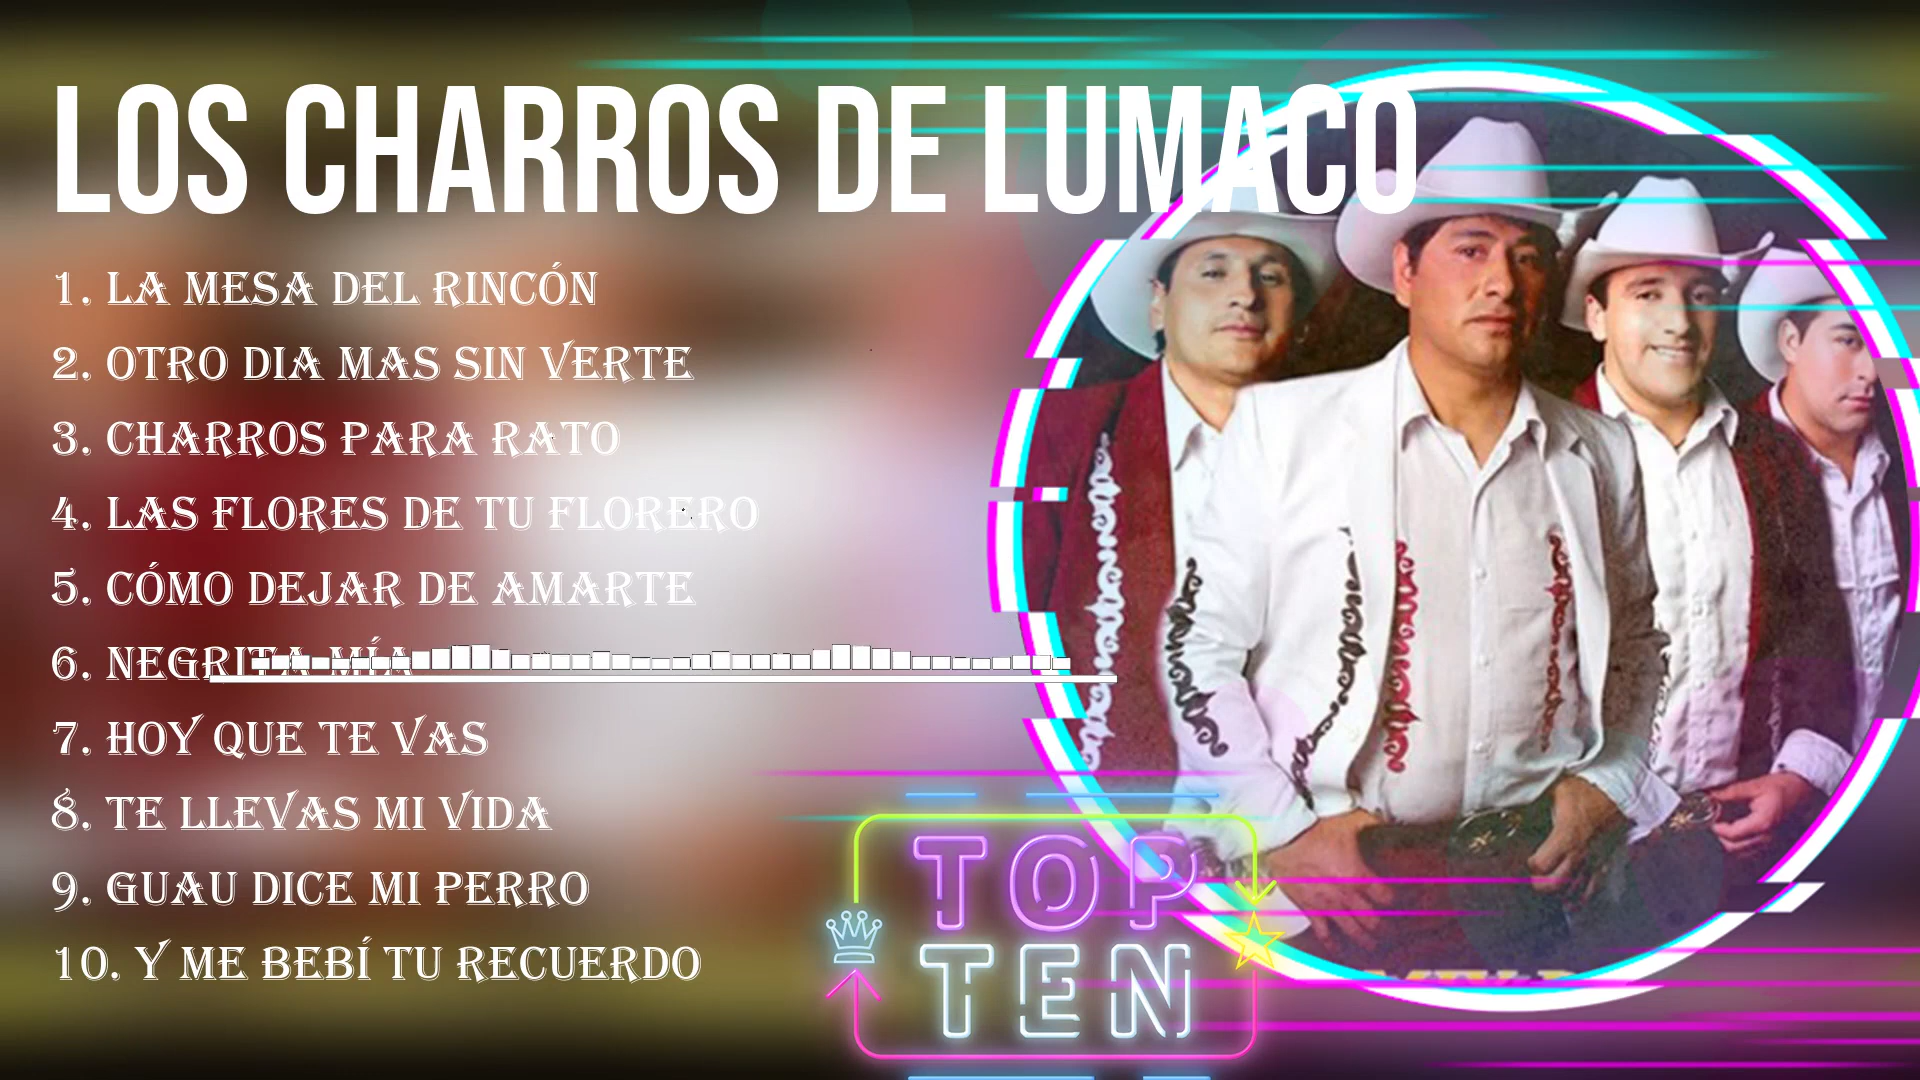 LOS CHARROS DE LUMACO
1. LA MESA DEL RINCÓN
2. OTRO DIA MAS SIN VERTE
3. CHARROS PARA RATO
4. LAS FLORES DE TU FLORERO
5. CÓMO DEJAR DE AMARTE
6. NEGRITA MÍA
7. HOY QUE TE VAS
8. TE LLEVAS MI VIDA
9. GUAU DICE MI PERRO
10. Y ME BEBÍ TU RECUERDO
TOP
TEN